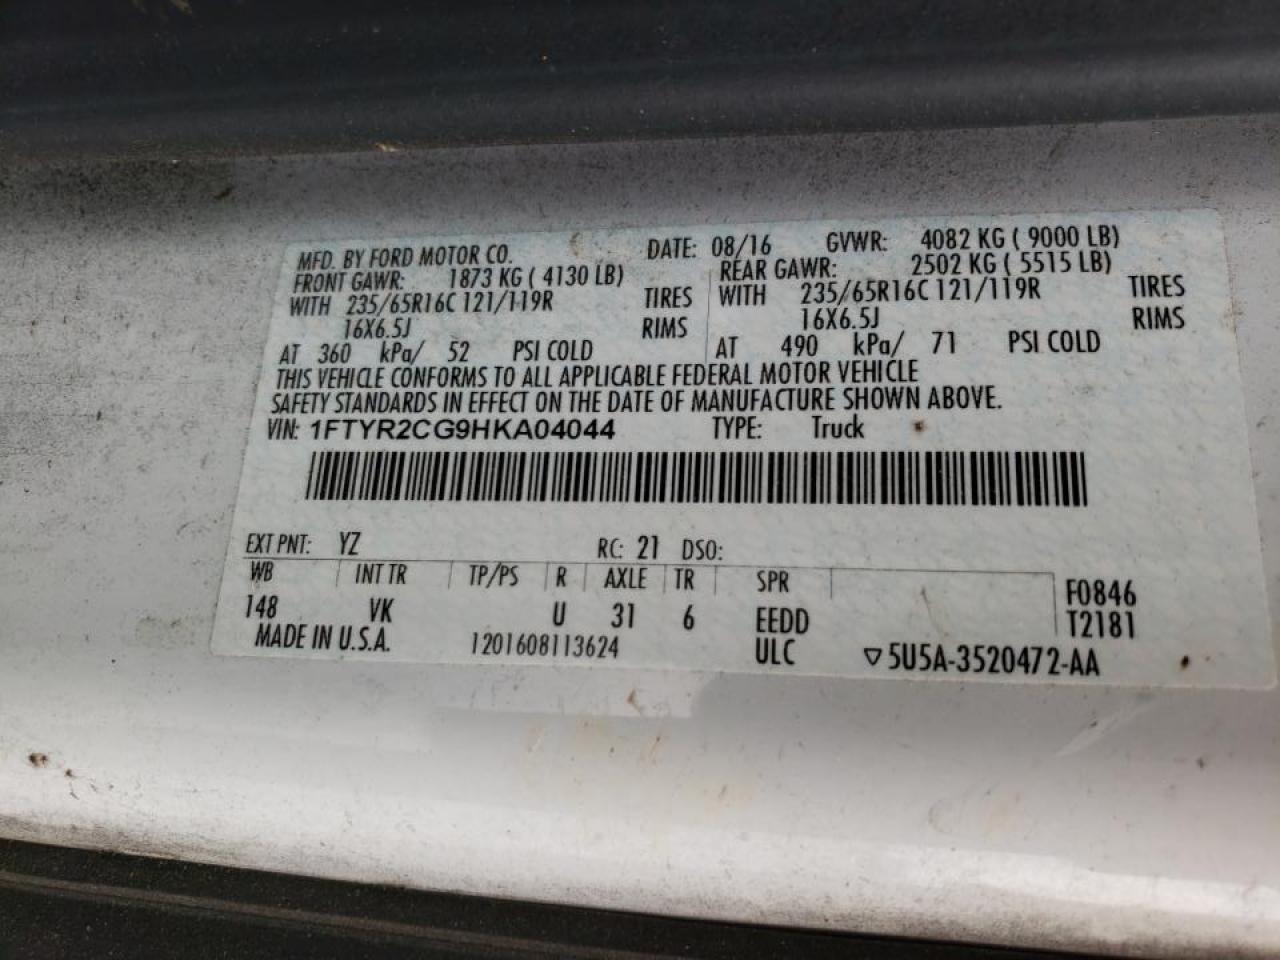 MFD. BY FORD MOTOR CO. DATE: 08/16 GVWR: 4082 KG ( 9000 LB)
FRONT GAWR: 1873 KG ( 4130 LB) REAR GAWR: 2502 KG ( 5515 LB)
WITH 235/65R16C 121/119R TIRES WITH 235/65R16C 121/119R TIRES
16X6.5J RIMS 16X6.5J RIMS
AT 360 kPa/ 52 PSI COLD AT 490 kPa/ 71 PSI COLD
THIS VEHICLE CONFORMS TO ALL APPLICABLE FEDERAL MOTOR VEHICLE
SAFETY STANDARDS IN EFFECT ON THE DATE OF MANUFACTURE SHOWN ABOVE.
VIN: 1FTYR2CG9HKA04044 TYPE: Truck
EXT PNT: YZ RC: 21 DSO:
WB INT TR TP/PS R AXLE TR SPR F0846
148 VK U 31 6 EEDD T2181
MADE IN U.S.A. 1201608113624 ULC ▽5U5A-3520472-AA